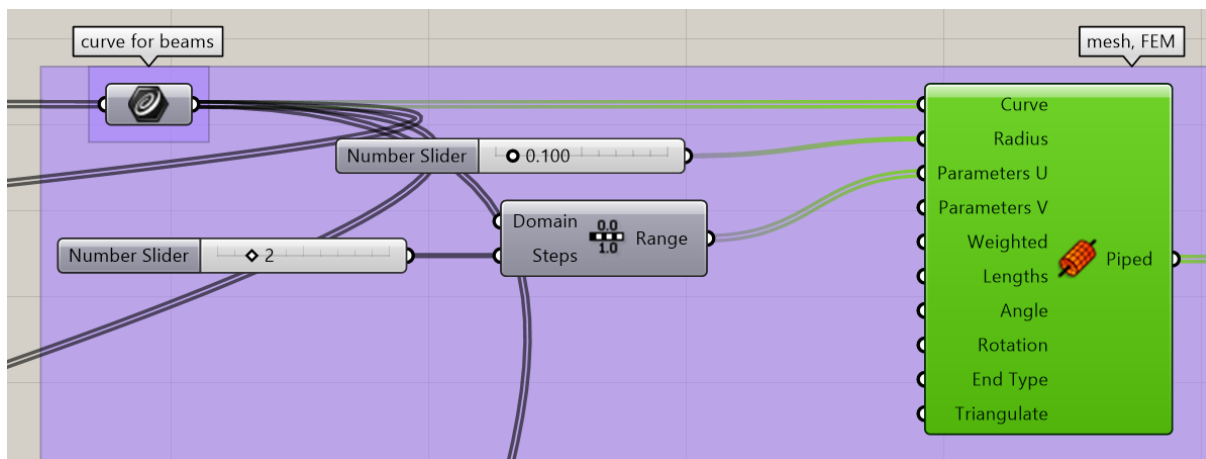 curve for beams
mesh, FEM
Curve
Number Slider 0.100
Radius
Parameters U
Domain
0.0
1.0
Range
Steps
Number Slider 2
Parameters V
Weighted
Lengths
Piped
Angle
Rotation
End Type
Triangulate